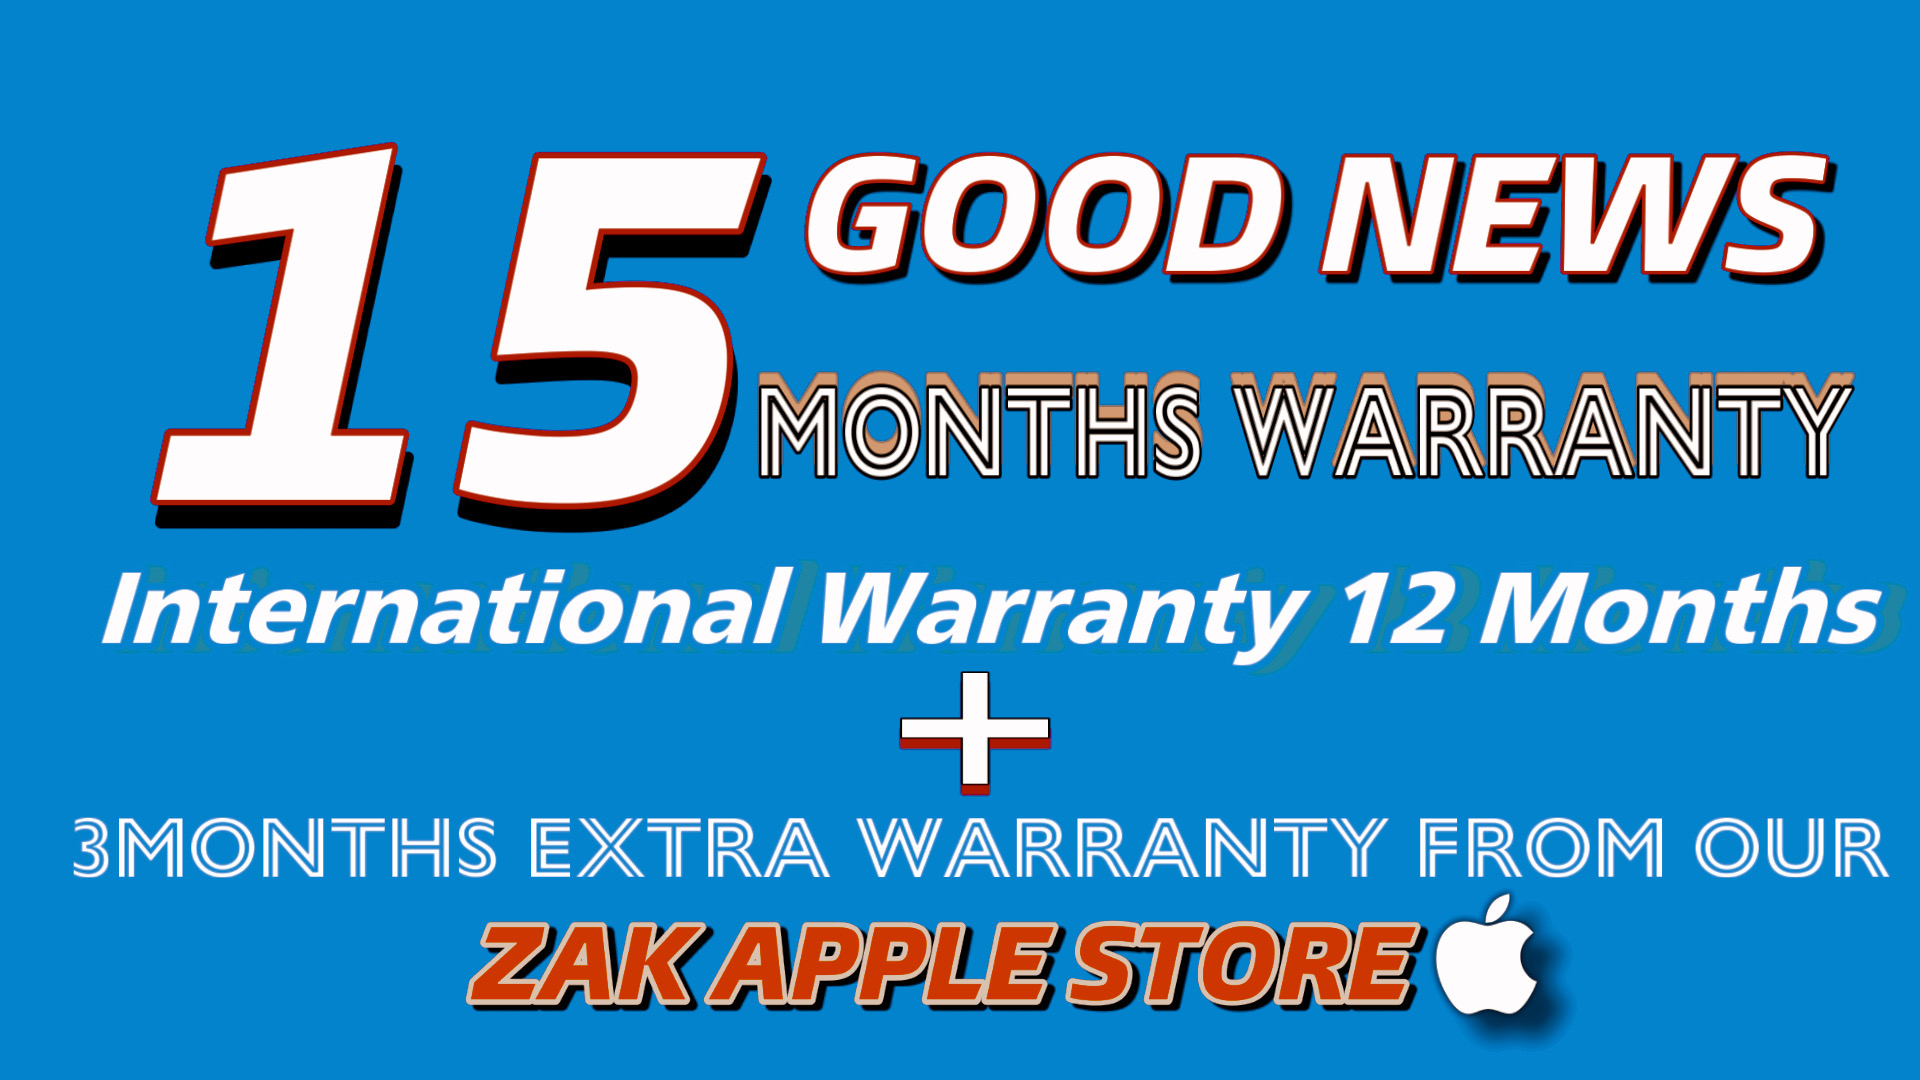 15
GOOD NEWS
MONTHS WARRANTY
International Warranty 12 Months
+
3MONTHS EXTRA WARRANTY FROM OUR
ZAK APPLE STORE